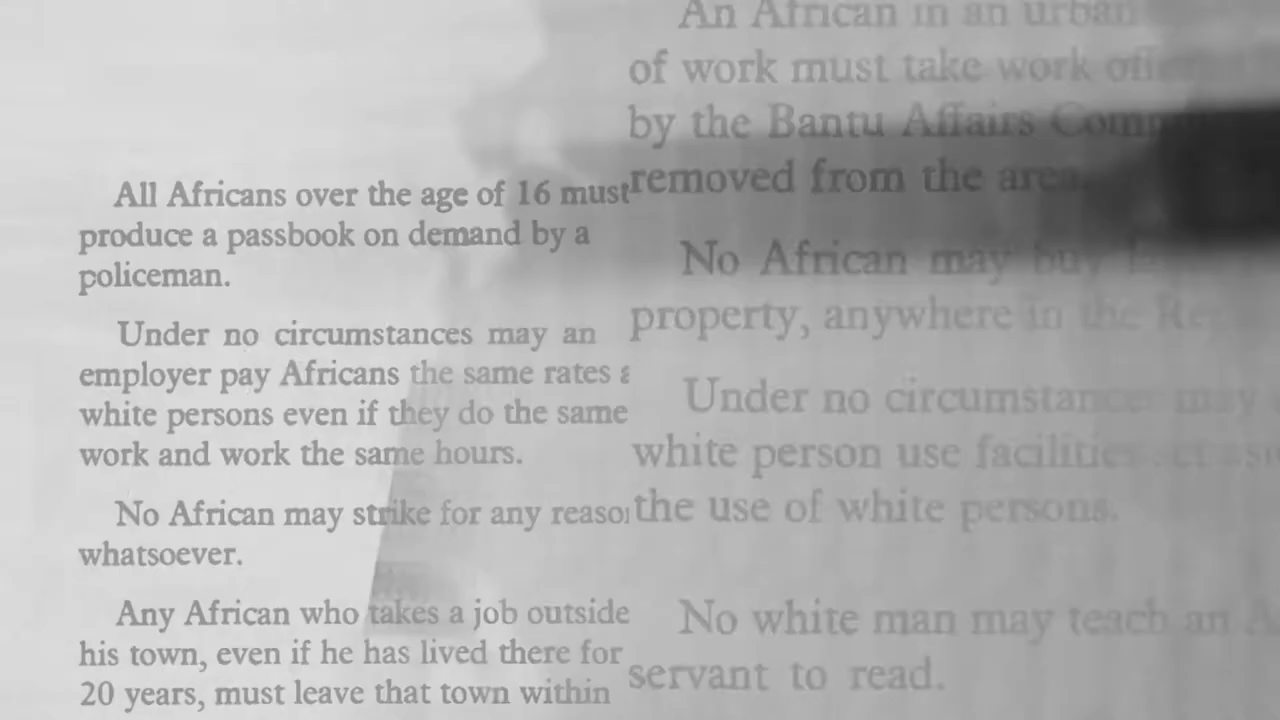 All Africans over the age of 16 must
produce a passbook on demand by a
policeman.
Under no circumstances may an
employer pay Africans the same rates
white persons even if they do the same
work and work the same hours.
No African may strike for any
whatsoever.
Any African who takes a job outside
his town, even if he has lived there for
20 years, must leave that town within
An African in an urban
of work must take work
by the Bantu Affairs
removed from the area.
No African may buy
property, anywhere in the
Under no circumstances may
white person use facilities
the use of white persons.
No white man may teach an
servant to read.